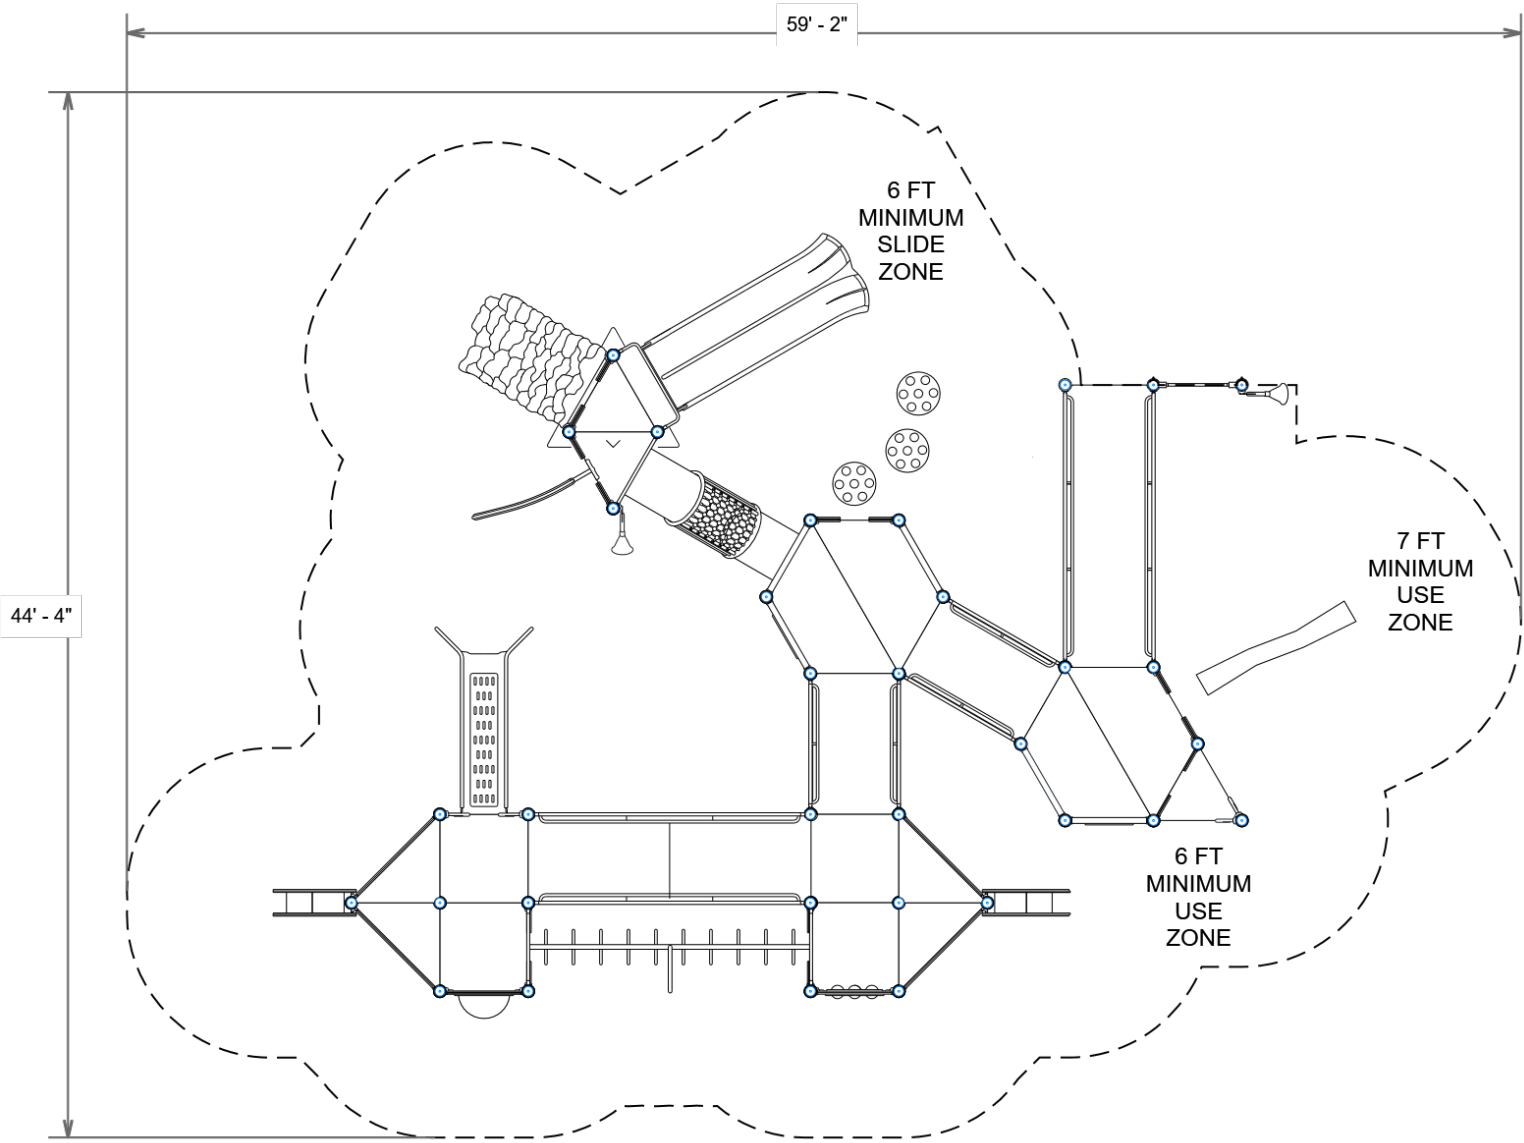 59' - 2"
6 FT
MINIMUM
SLIDE
ZONE
7 FT
MINIMUM
USE
ZONE
44' - 4"
6 FT
MINIMUM
USE
ZONE